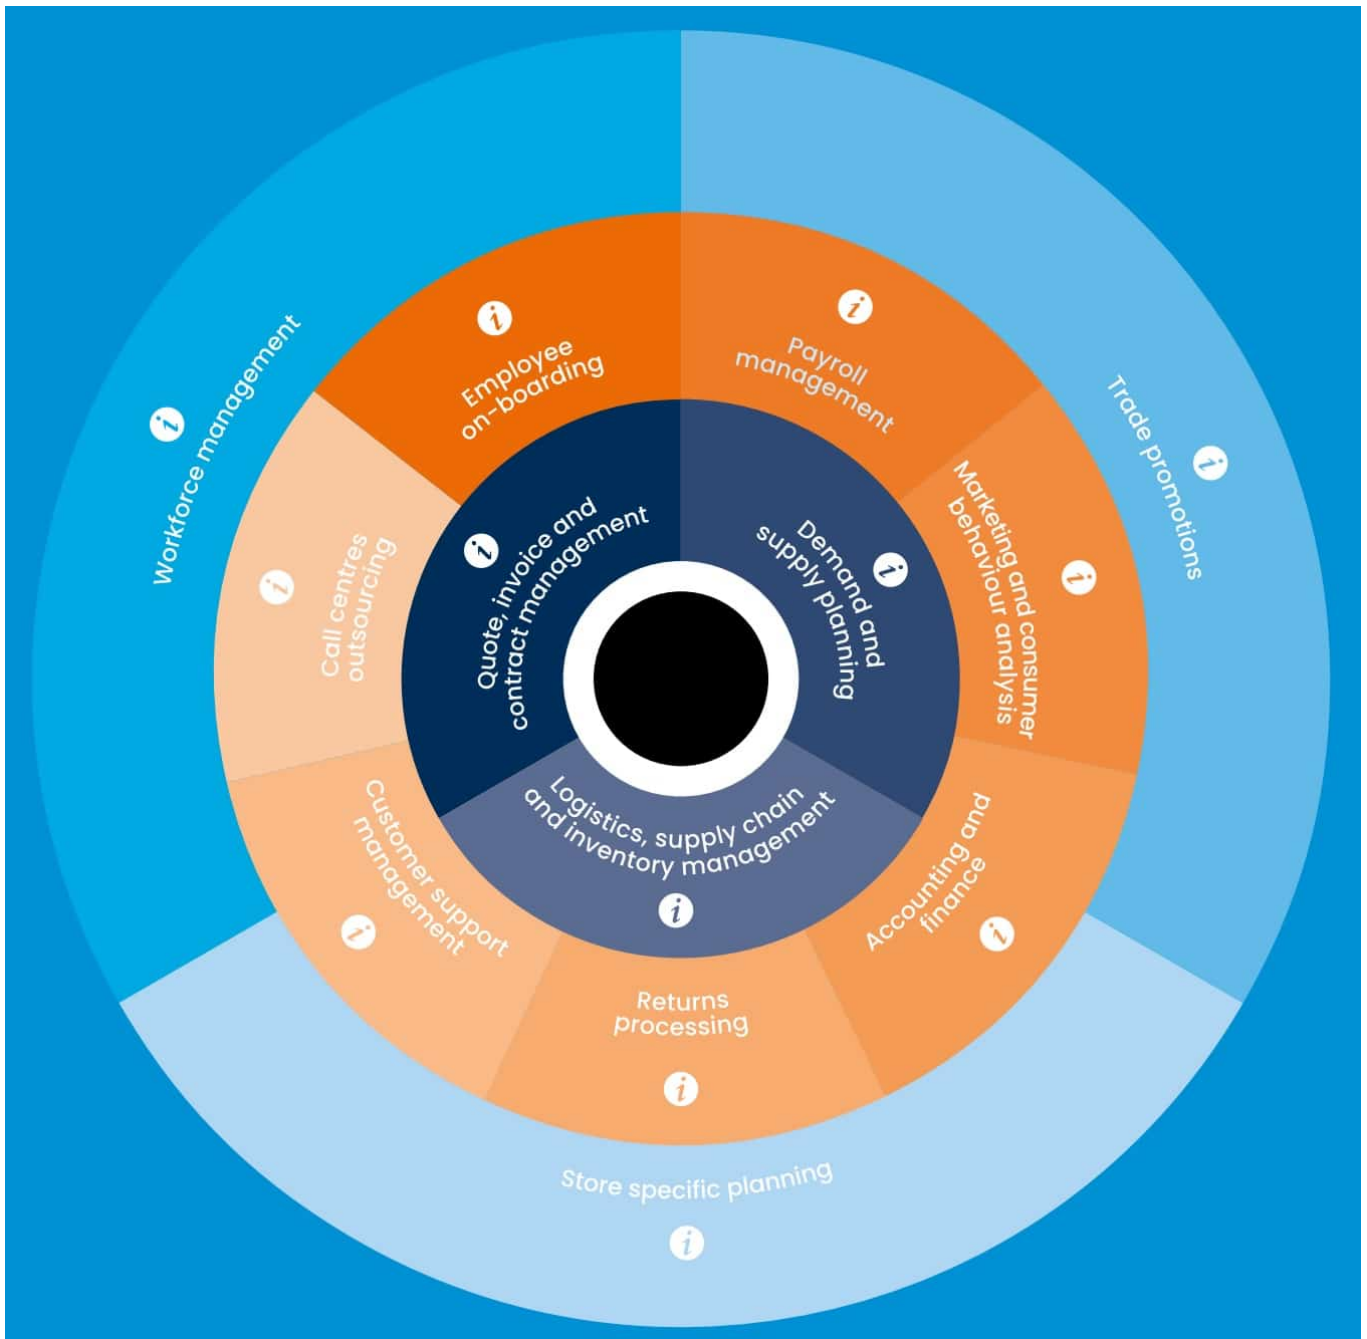 Workforce management
Trade promotions
Store specific planning
Employee
on-boarding
Payroll
management
Marketing and consumer
behaviour analysis
Accounting and
finance
Returns
processing
Customer support
management
Call centres
outsourcing
Quote, invoice and
contract management
Demand and
supply planning
Logistics, supply chain
and inventory management
i
i
i
i
i
i
i
i
i
i
i
i
i